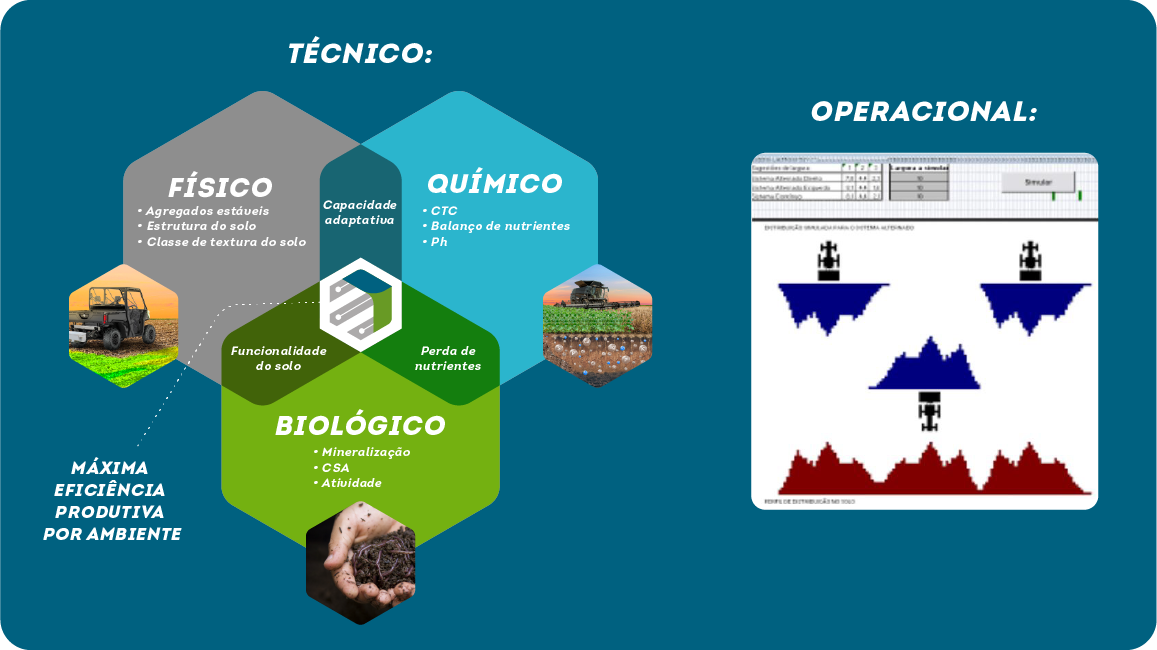 TÉCNICO:
FÍSICO
• Agregados estáveis
• Estrutura do solo
• Classe de textura do solo
Capacidade
adaptativa
QUÍMICO
• CTC
• Balanço de nutrientes
• Ph
Funcionalidade
do solo
Perda de
nutrientes
BIOLÓGICO
• Mineralização
• CSA
• Atividade
MÁXIMA
EFICIÊNCIA
PRODUTIVA
POR AMBIENTE
OPERACIONAL:
Largura a simular
Simular
DISTRIBUIÇÃO SIMULADA PARA O SISTEMA ALTERNADO
PERFIL DE DISTRIBUIÇÃO NO SOLO